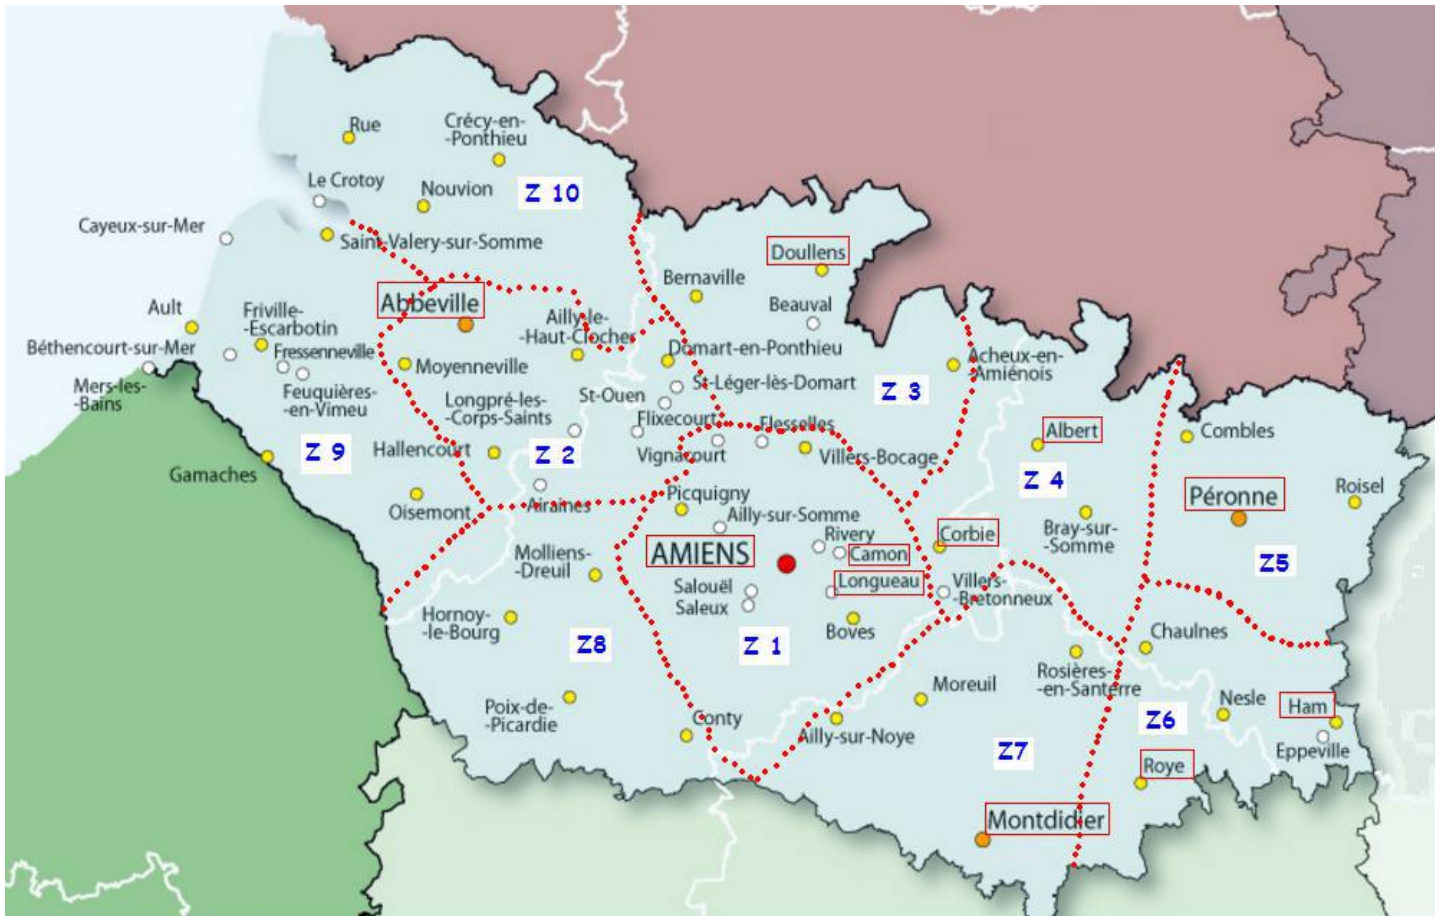 Rue
Crécy-en-
-Ponthieu
Le Crotoy
Nouvion
Z 10
Cayeux-sur-Mer
Saint-Valery-sur-Somme
Doullens
Bernaville
Abbeville
Beauval
Ault
Friville-
-Escarbotin
Ailly-le-
-Haut-Clocher
Béthencourt-sur-Mer
Fressenneville
Domart-en-Ponthieu
Acheux-en-
-Amiénois
Mers-les-
-Bains
Feuquières-
-en-Vimeu
Moyenneville
St-Léger-lès-Domart
St-Ouen
Z 3
Longpré-les-
-Corps-Saints
Flixecourt
Flesselles
Albert
Combles
Z 9
Hallencourt
Z 2
Vignacourt
Villers-Bocage
Gamaches
Z 4
Péronne
Roisel
Oisemont
Airaines
Picquigny
Ailly-sur-Somme
Bray-sur-
-Somme
Rivery
Corbie
AMIENS
Camon
Molliens-
-Dreuil
Z5
Salouël
Longueau
Villers-
-Bretonneux
Saleux
Hornoy-
-le-Bourg
Boves
Z8
Z 1
Chaulnes
Rosières-
-en-Santerre
Moreuil
Poix-de-
-Picardie
Nesle
Ham
Conty
Ailly-sur-Noye
Z6
Eppeville
Z7
Roye
Montdidier